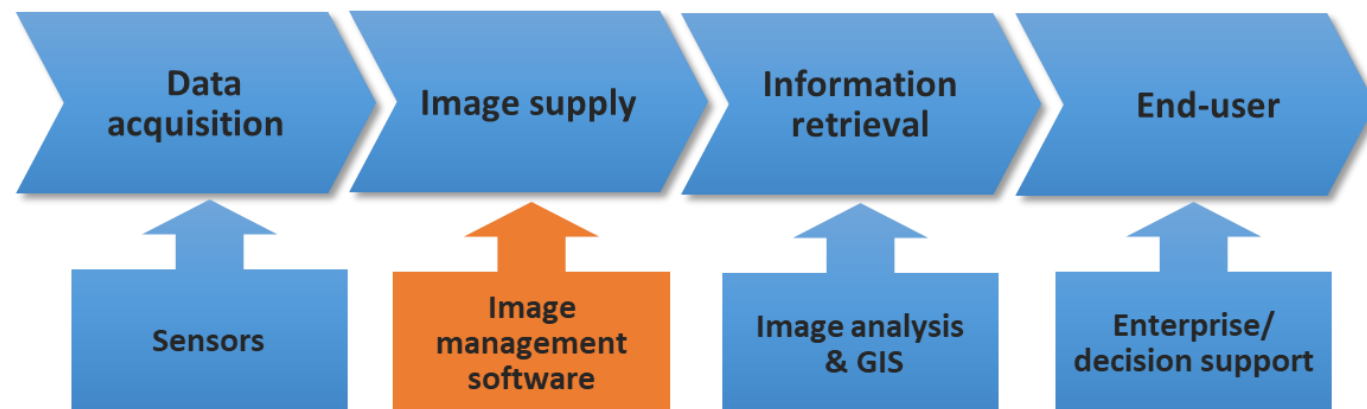 Data
acquisition
Image supply
Information
retrieval
End-user
Sensors
Image
management
software
Image analysis
& GIS
Enterprise/
decision support